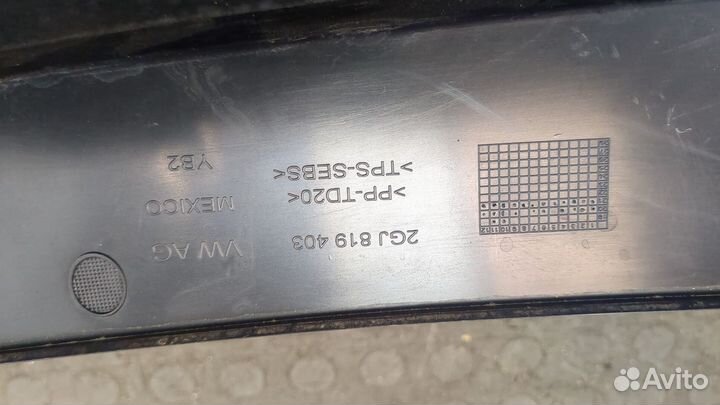 2GJ 819 403
>PP-TD20<
>TPS-SEBS<
VW AG
MEXICO
YB2
Avito